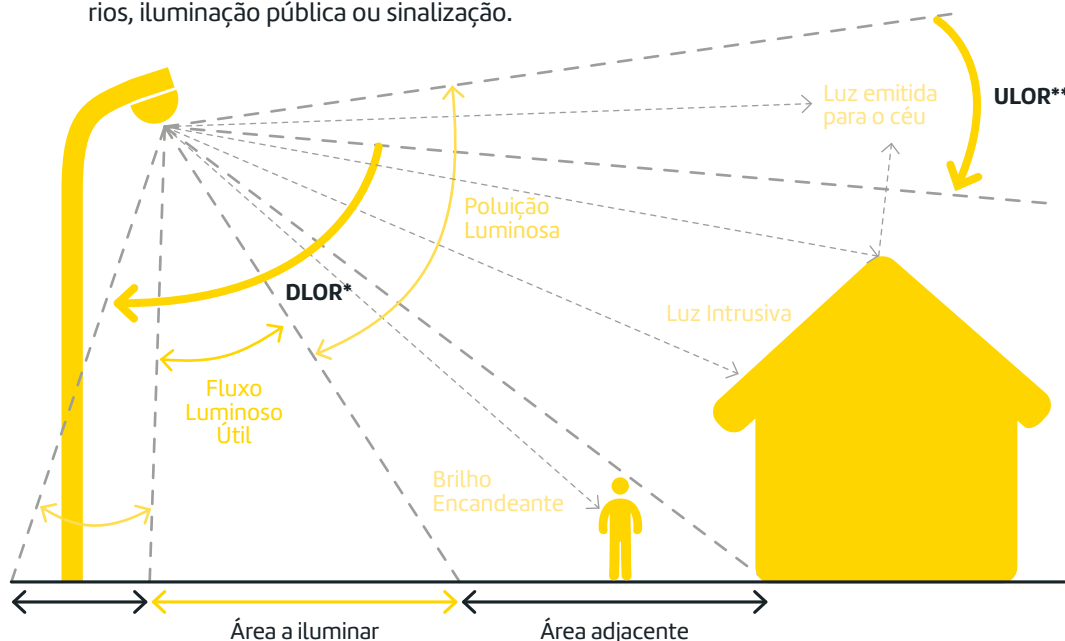 rios, iluminação pública ou sinalização.
Luz emitida
para o céu
ULOR**
Poluição
Luminosa
DLOR*
Luz Intrusiva
Fluxo
Luminoso
Útil
Brilho
Encandeante
Área a iluminar
Área adjacente